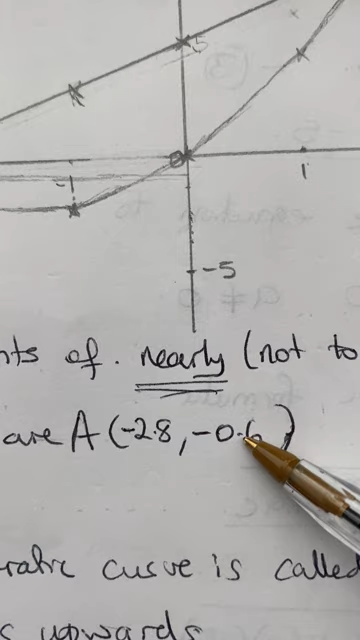 5
0
-1
1
-5
nts of. nearly (not to
are A (-2.8, -0.6)
ratic curve is called
s upwards